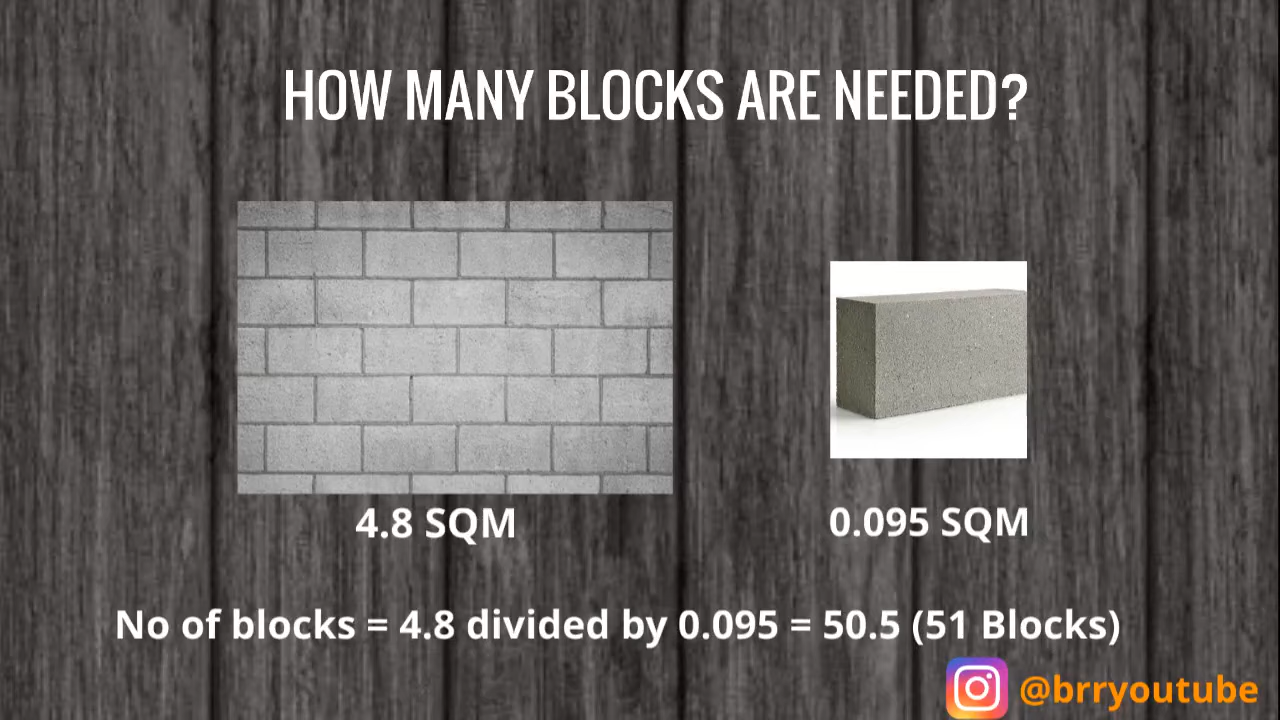 HOW MANY BLOCKS ARE NEEDED?
4.8 SQM
0.095 SQM
No of blocks = 4.8 divided by 0.095 = 50.5 (51 Blocks)
@brryoutube